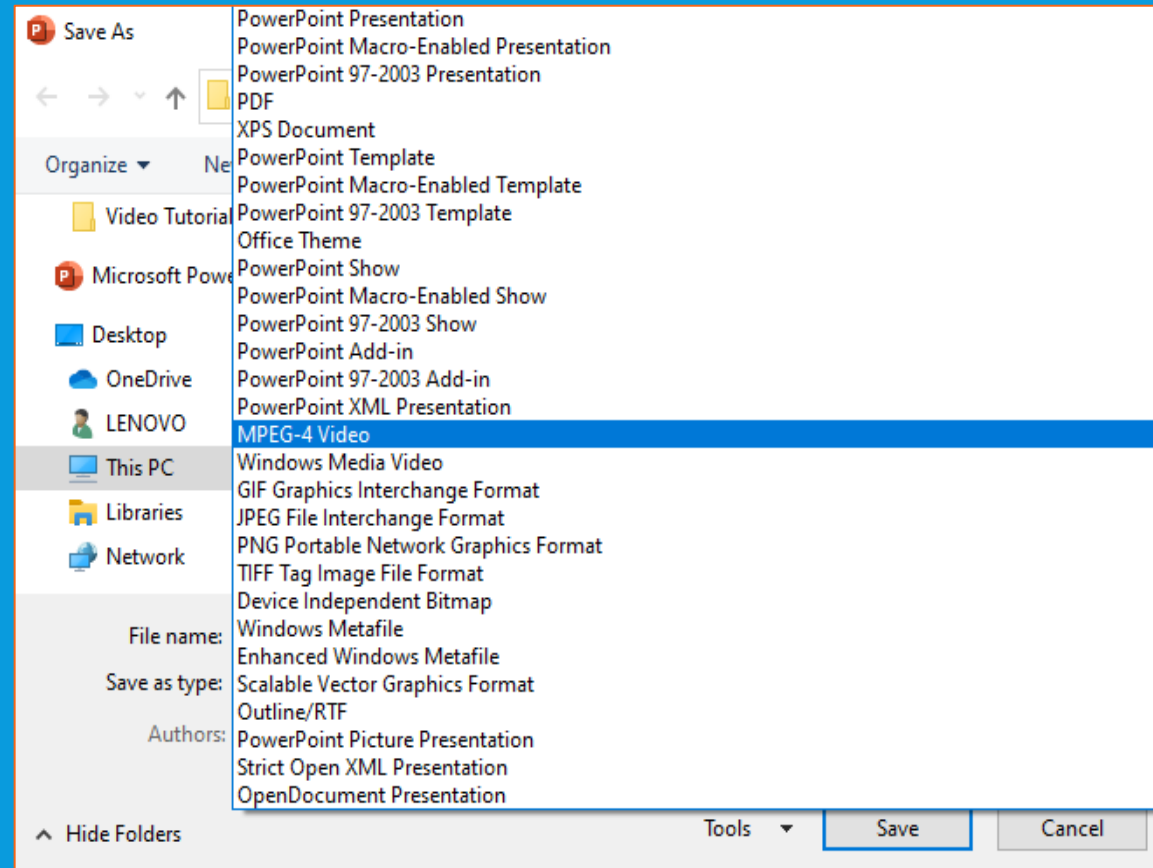 Save As
Organize
Ne
Video Tutorial
Microsoft Powe
Desktop
OneDrive
LENOVO
This PC
Libraries
Network
PowerPoint Presentation
PowerPoint Macro-Enabled Presentation
PowerPoint 97-2003 Presentation
PDF
XPS Document
PowerPoint Template
PowerPoint Macro-Enabled Template
PowerPoint 97-2003 Template
Office Theme
PowerPoint Show
PowerPoint Macro-Enabled Show
PowerPoint 97-2003 Show
PowerPoint Add-in
PowerPoint 97-2003 Add-in
PowerPoint XML Presentation
MPEG-4 Video
Windows Media Video
GIF Graphics Interchange Format
JPEG File Interchange Format
PNG Portable Network Graphics Format
TIFF Tag Image File Format
Device Independent Bitmap
Windows Metafile
Enhanced Windows Metafile
Scalable Vector Graphics Format
Outline/RTF
PowerPoint Picture Presentation
Strict Open XML Presentation
OpenDocument Presentation
File name:
Save as type:
Authors:
Hide Folders
Tools
Save
Cancel